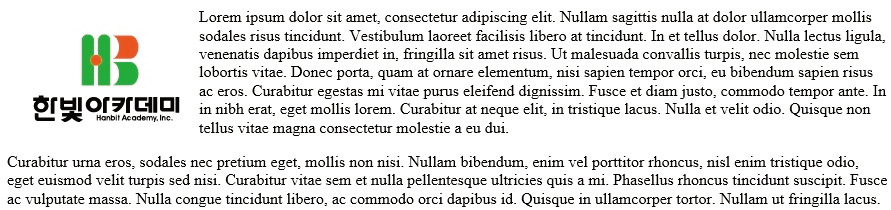 한빛아카데미
Hanbit Academy, Inc.
Lorem ipsum dolor sit amet, consectetur adipiscing elit. Nullam sagittis nulla at dolor ullamcorper mollis
sodales risus tincidunt. Vestibulum laoreet facilisis libero at tincidunt. In et tellus dolor. Nulla lectus ligula,
venenatis dapibus imperdiet in, fringilla sit amet risus. Ut malesuada convallis turpis, nec molestie sem
lobortis vitae. Donec porta, quam at ornare elementum, nisi sapien tempor orci, eu bibendum sapien risus
ac eros. Curabitur egestas mi vitae purus eleifend dignissim. Fusce et diam justo, commodo tempor ante. In
in nibh erat, eget mollis lorem. Curabitur at neque elit, in tristique lacus. Nulla et velit odio. Quisque non
tellus vitae magna consectetur molestie a eu dui.
Curabitur urna eros, sodales nec pretium eget, mollis non nisi. Nullam bibendum, enim vel porttitor rhoncus, nisl enim tristique odio,
eget euismod velit turpis sed nisi. Curabitur vitae sem et nulla pellentesque ultricies quis a mi. Phasellus rhoncus tincidunt suscipit. Fusce
ac vulputate massa. Nulla congue tincidunt libero, ac commodo orci dapibus id. Quisque in ullamcorper tortor. Nullam ut fringilla lacus.